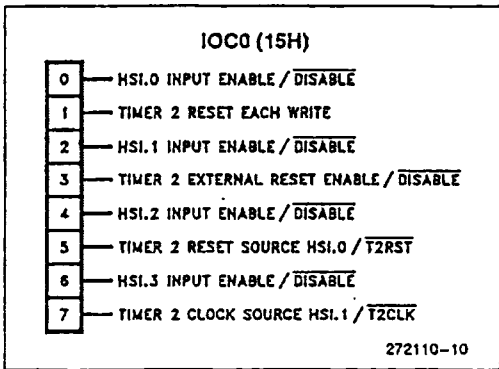 IOC0 (15H)
0 HSI.0 INPUT ENABLE / DISABLE
1 TIMER 2 RESET EACH WRITE
2 HSI.1 INPUT ENABLE / DISABLE
3 TIMER 2 EXTERNAL RESET ENABLE / DISABLE
4 HSI.2 INPUT ENABLE / DISABLE
5 TIMER 2 RESET SOURCE HSI.0 / T2RST
6 HSI.3 INPUT ENABLE / DISABLE
7 TIMER 2 CLOCK SOURCE HSI.1 / T2CLK
272110-10